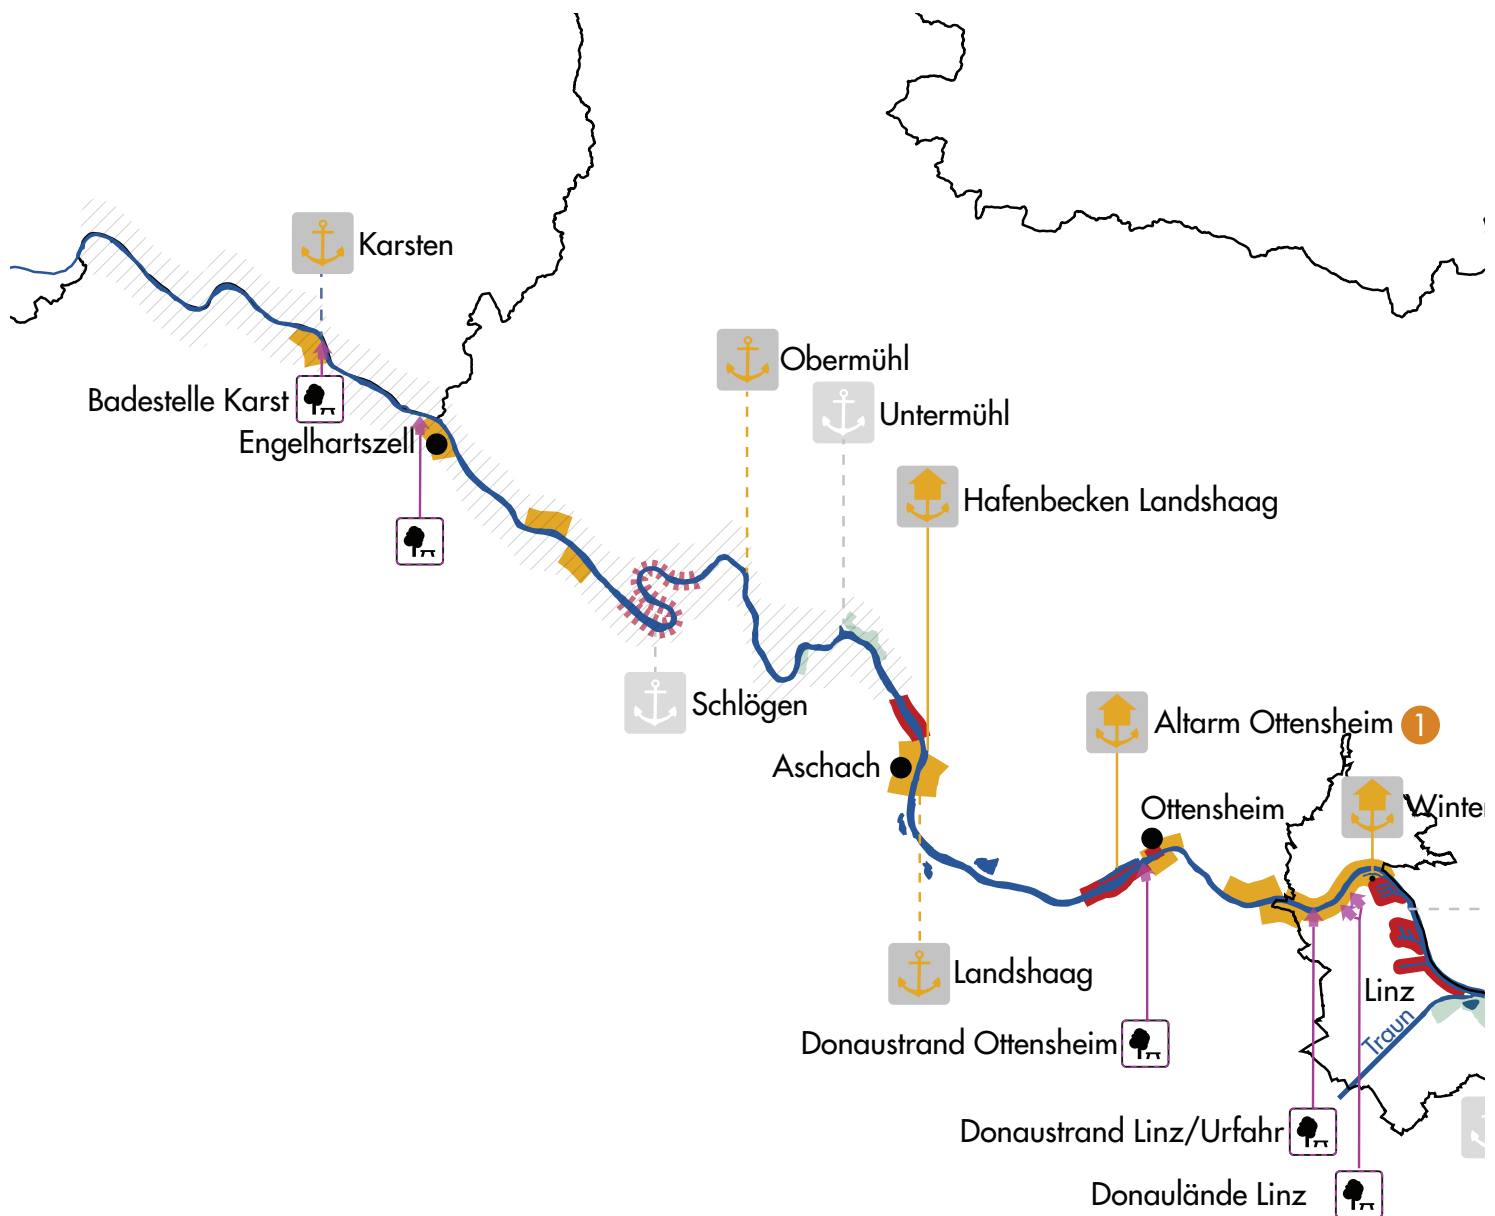 Karsten
Obermühl
Badestelle Karst
Untermühl
Engelhartszell
Hafenbecken Landshaag
Schlögen
Altarm Ottensheim 1
Aschach
Ottensheim
Winter
Landshaag
Linz
Traun
Donaustrand Ottensheim
Donaustrand Linz/Urfahr
Donaulände Linz